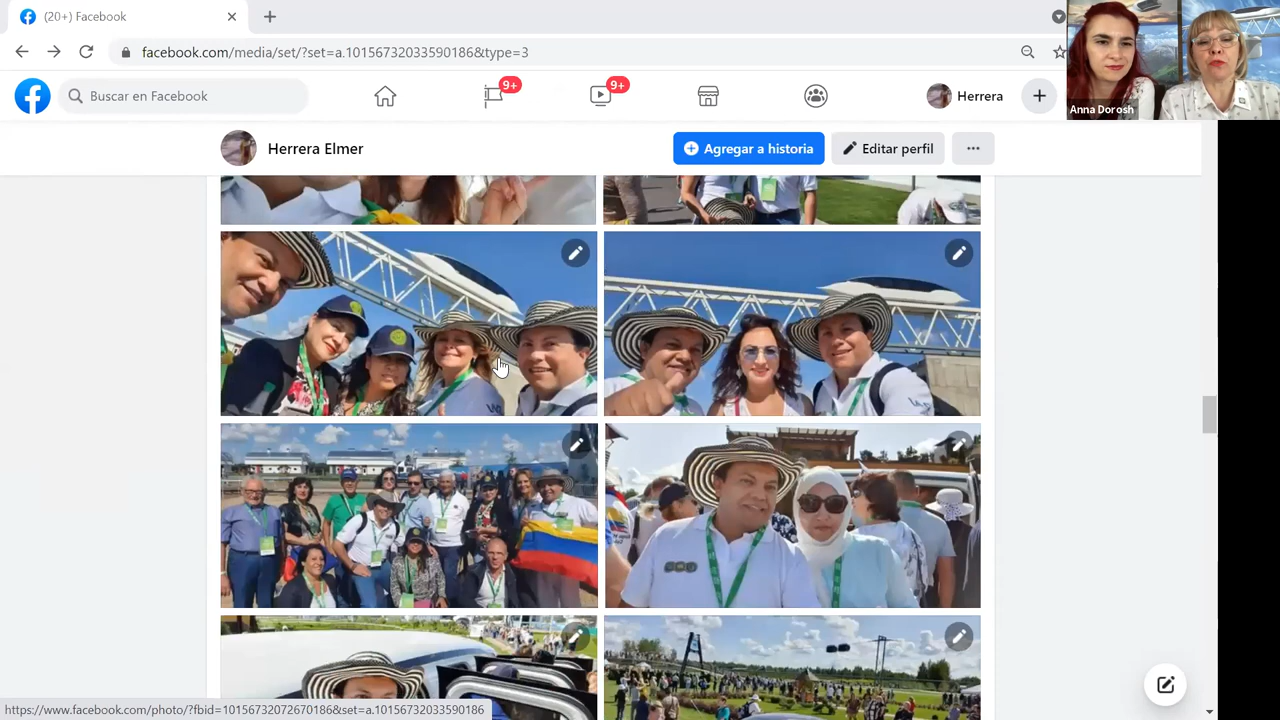 (20+) Facebook
facebook.com/media/set/?set=a.10156732033590186&type=3
Anna Dorosh
Buscar en Facebook
9+
9+
Herrera
Herrera Elmer
Agregar a historia
Editar perfil
https://www.facebook.com/photo/?fbid=10156732072670186&set=a.10156732033590186